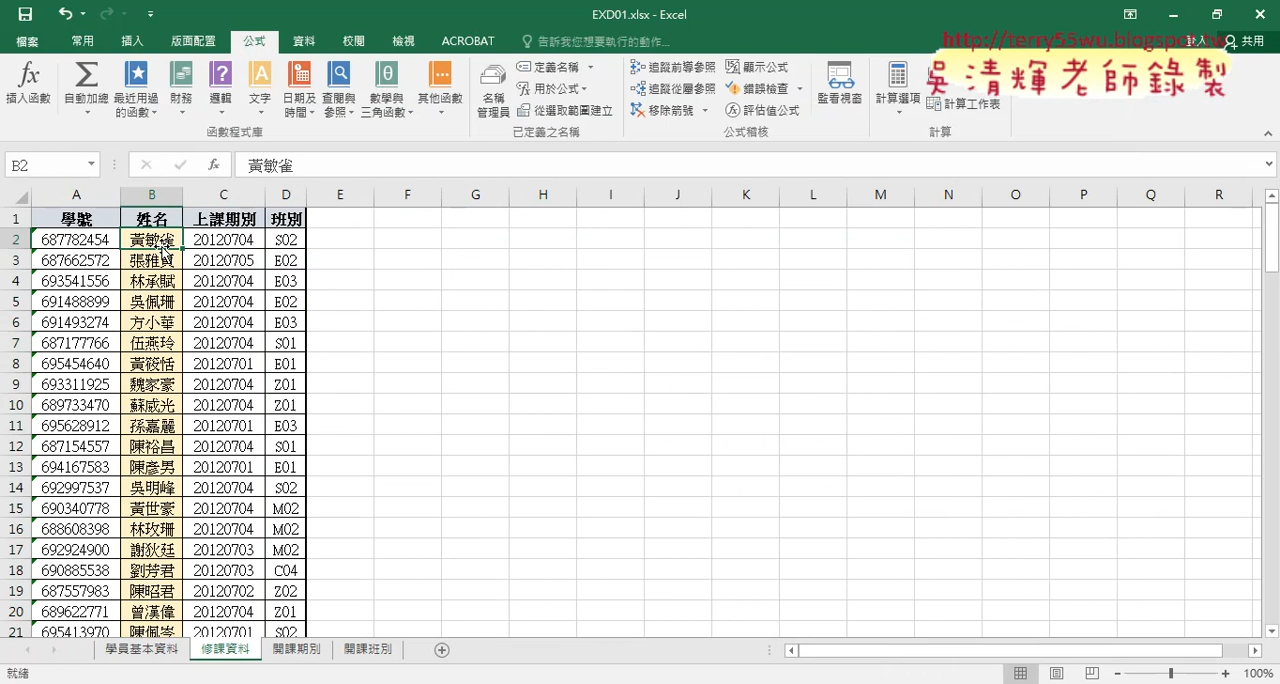 EXD01.xlsx - Excel
檔案 常用 插入 版面配置 公式 資料 校閱 檢視 ACROBAT 告訴我您想要執行的動作... 共用
http://terry55wu.blogspot.tw
吳清輝老師錄製
插入函數 自動加總 最近用過的函數 財務 邏輯 文字 日期及時間 查閱與參照 數學與三角函數 其他函數
函數程式庫
名稱管理員 定義名稱 用於公式 從選取範圍建立
已定義之名稱
追蹤前導參照 顯示公式
追蹤從屬參照 錯誤檢查
移除箭號 評估值公式
公式稽核
監看視窗
計算選項 計算工作表
計算
B2 fx 黃敏雀
A B C D E F G H I J K L M N O P Q R
1 學號 姓名 上課期別 班別
2 687782454 黃敏雀 20120704 S02
3 687662572 張雅 20120705 E02
4 693541556 林承賦 20120704 E03
5 691488899 吳佩珊 20120704 E02
6 691493274 方小華 20120704 E03
7 687177766 伍燕玲 20120704 S01
8 695454640 黃筱恬 20120701 E01
9 693311925 魏家豪 20120704 Z01
10 689733470 蘇威光 20120704 Z01
11 695628912 孫嘉麗 20120701 E03
12 687154557 陳裕昌 20120704 S01
13 694167583 陳彥男 20120701 E01
14 692997537 吳明峰 20120704 S02
15 690340778 黃世豪 20120704 M02
16 688608398 林玫珊 20120704 M02
17 692924900 謝狄廷 20120703 M02
18 690885538 劉芳君 20120703 C04
19 687557983 陳昭君 20120702 Z02
20 689622771 曾漢偉 20120704 Z01
21 695413970 陳佩岑 20120701 S02
學員基本資料 修課資料 開課期別 開課班別
就緒 100%